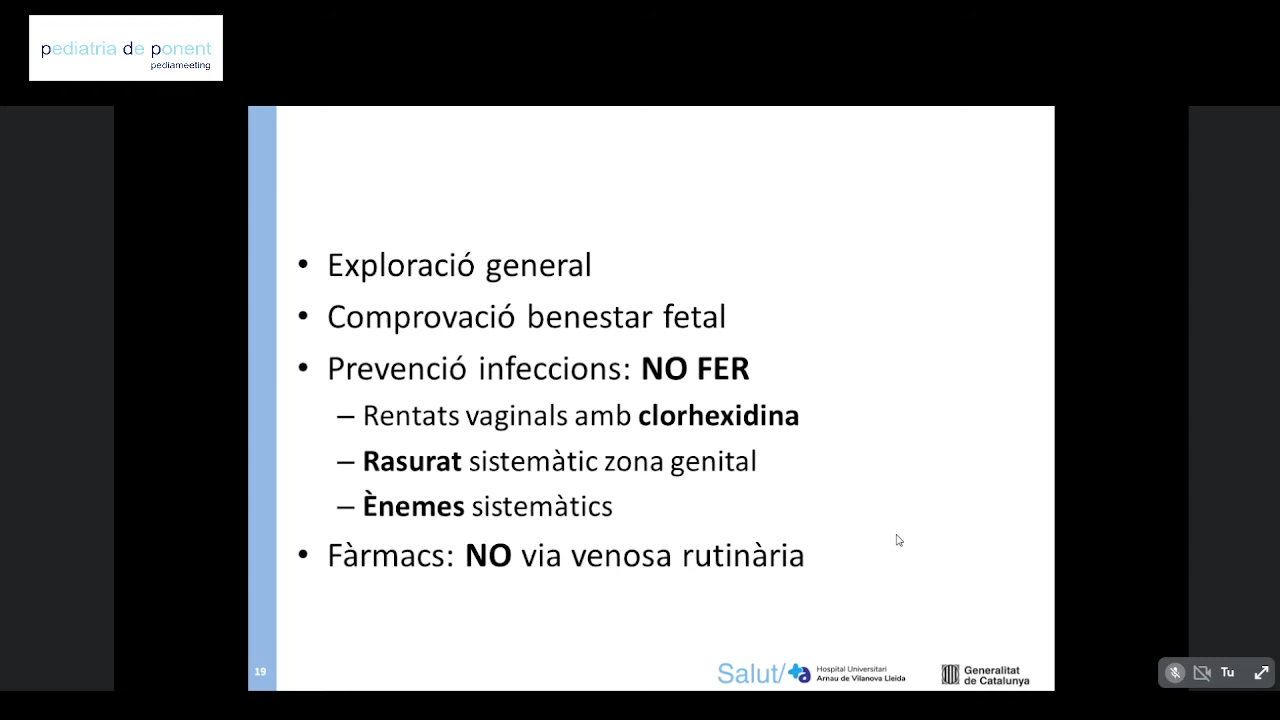 pediatria de ponent
pediameeting
• Exploració general
• Comprovació benestar fetal
• Prevenció infeccions: NO FER
– Rentats vaginals amb clorhexidina
– Rasurat sistemàtic zona genital
– Ènemes sistemàtics
• Fàrmacs: NO via venosa rutinària
19
Salut/
Hospital Universitari
Arnau de Vilanova Lleida
Generalitat
de Catalunya
Tu